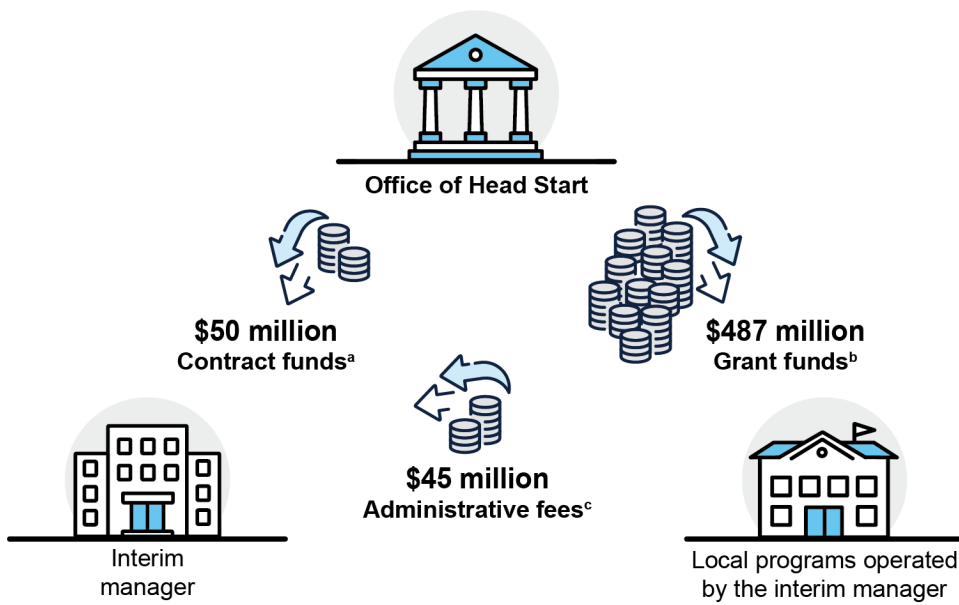 Office of Head Start
$50 million
Contract fundsᵃ
$487 million
Grant fundsᵇ
$45 million
Administrative feesᶜ
Interim
manager
Local programs operated
by the interim manager